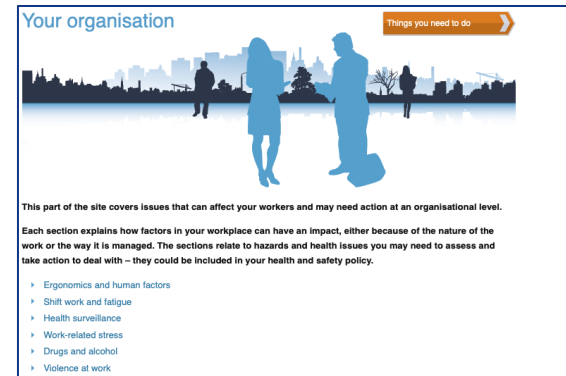 Your organisation
Things you need to do
This part of the site covers issues that can affect your workers and may need action at an organisational level.
Each section explains how factors in your workplace can have an impact, either because of the nature of the
work or the way it is managed. The sections relate to hazards and health issues you may need to assess and
take action to deal with – they could be included in your health and safety policy.
Ergonomics and human factors
Shift work and fatigue
Health surveillance
Work-related stress
Drugs and alcohol
Violence at work